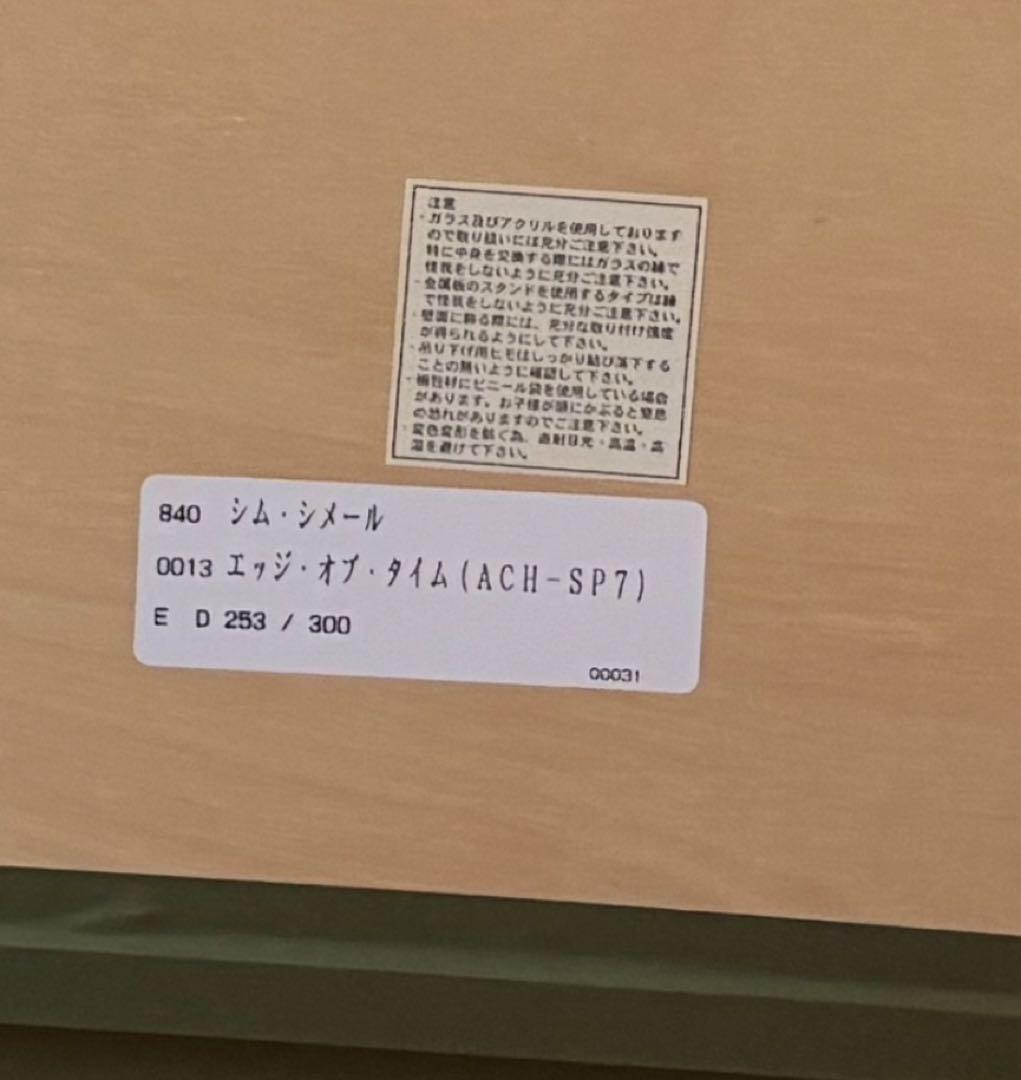 注意
・ガラス及びアクリルを使用しております
ので取り扱いには充分ご注意下さい。
特に中身を交換する際にはガラスの縁で
怪我をしないように充分ご注意下さい。
・金属板のスタンドを使用するタイプは縁
で怪我をしないように充分ご注意下さい。
・壁面に飾る際には、充分な取り付け強度
が得られるようにして下さい。
・吊り下げ用ヒモはしっかり結び落下する
ことの無いように確認して下さい。
・梱包材にビニール袋を使用している場合
があります。お子様が頭にかぶると窒息
の恐れがありますのでご注意下さい。
・変色変形を防ぐ為、直射日光・高温・高
湿を避けて下さい。
840 シム・シメール
0013 エッジ・オブ・タイム(ACH-SP7)
E D 253 / 300
00031